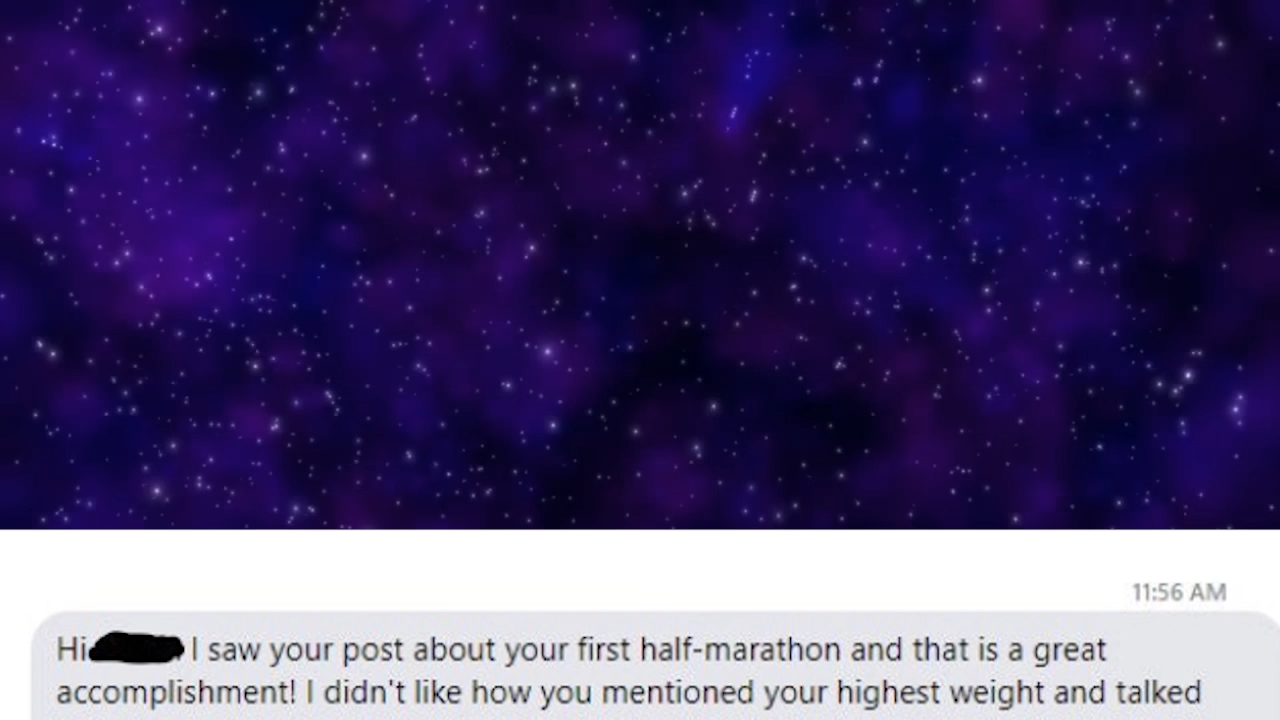 11:56 AM
Hi I saw your post about your first half-marathon and that is a great
accomplishment! I didn't like how you mentioned your highest weight and talked